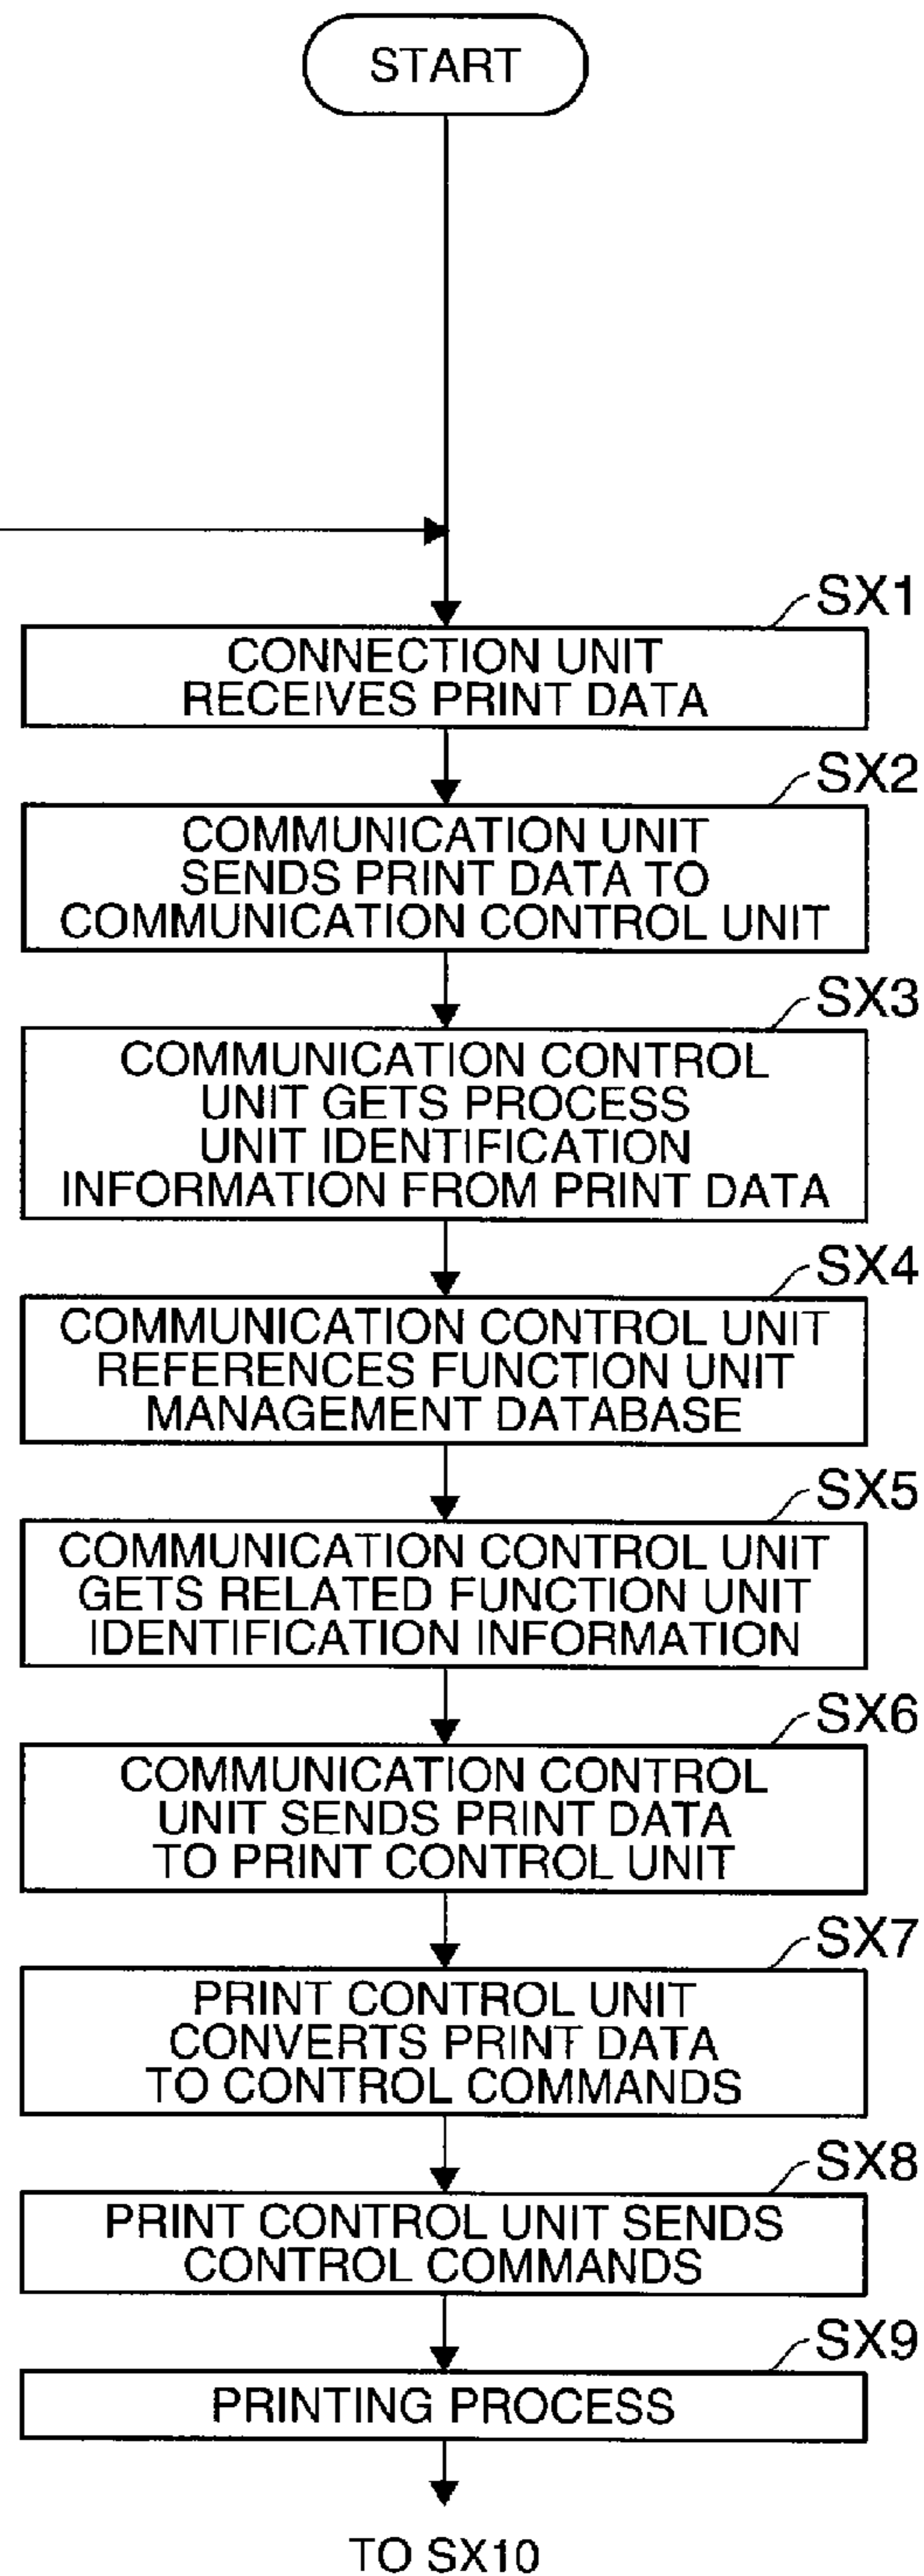 START
SX1
CONNECTION UNIT
RECEIVES PRINT DATA
SX2
COMMUNICATION UNIT
SENDS PRINT DATA TO
COMMUNICATION CONTROL UNIT
SX3
COMMUNICATION CONTROL
UNIT GETS PROCESS
UNIT IDENTIFICATION
INFORMATION FROM PRINT DATA
SX4
COMMUNICATION CONTROL UNIT
REFERENCES FUNCTION UNIT
MANAGEMENT DATABASE
SX5
COMMUNICATION CONTROL UNIT
GETS RELATED FUNCTION UNIT
IDENTIFICATION INFORMATION
SX6
COMMUNICATION CONTROL
UNIT SENDS PRINT DATA
TO PRINT CONTROL UNIT
SX7
PRINT CONTROL UNIT
CONVERTS PRINT DATA
TO CONTROL COMMANDS
SX8
PRINT CONTROL UNIT SENDS
CONTROL COMMANDS
SX9
PRINTING PROCESS
TO SX10